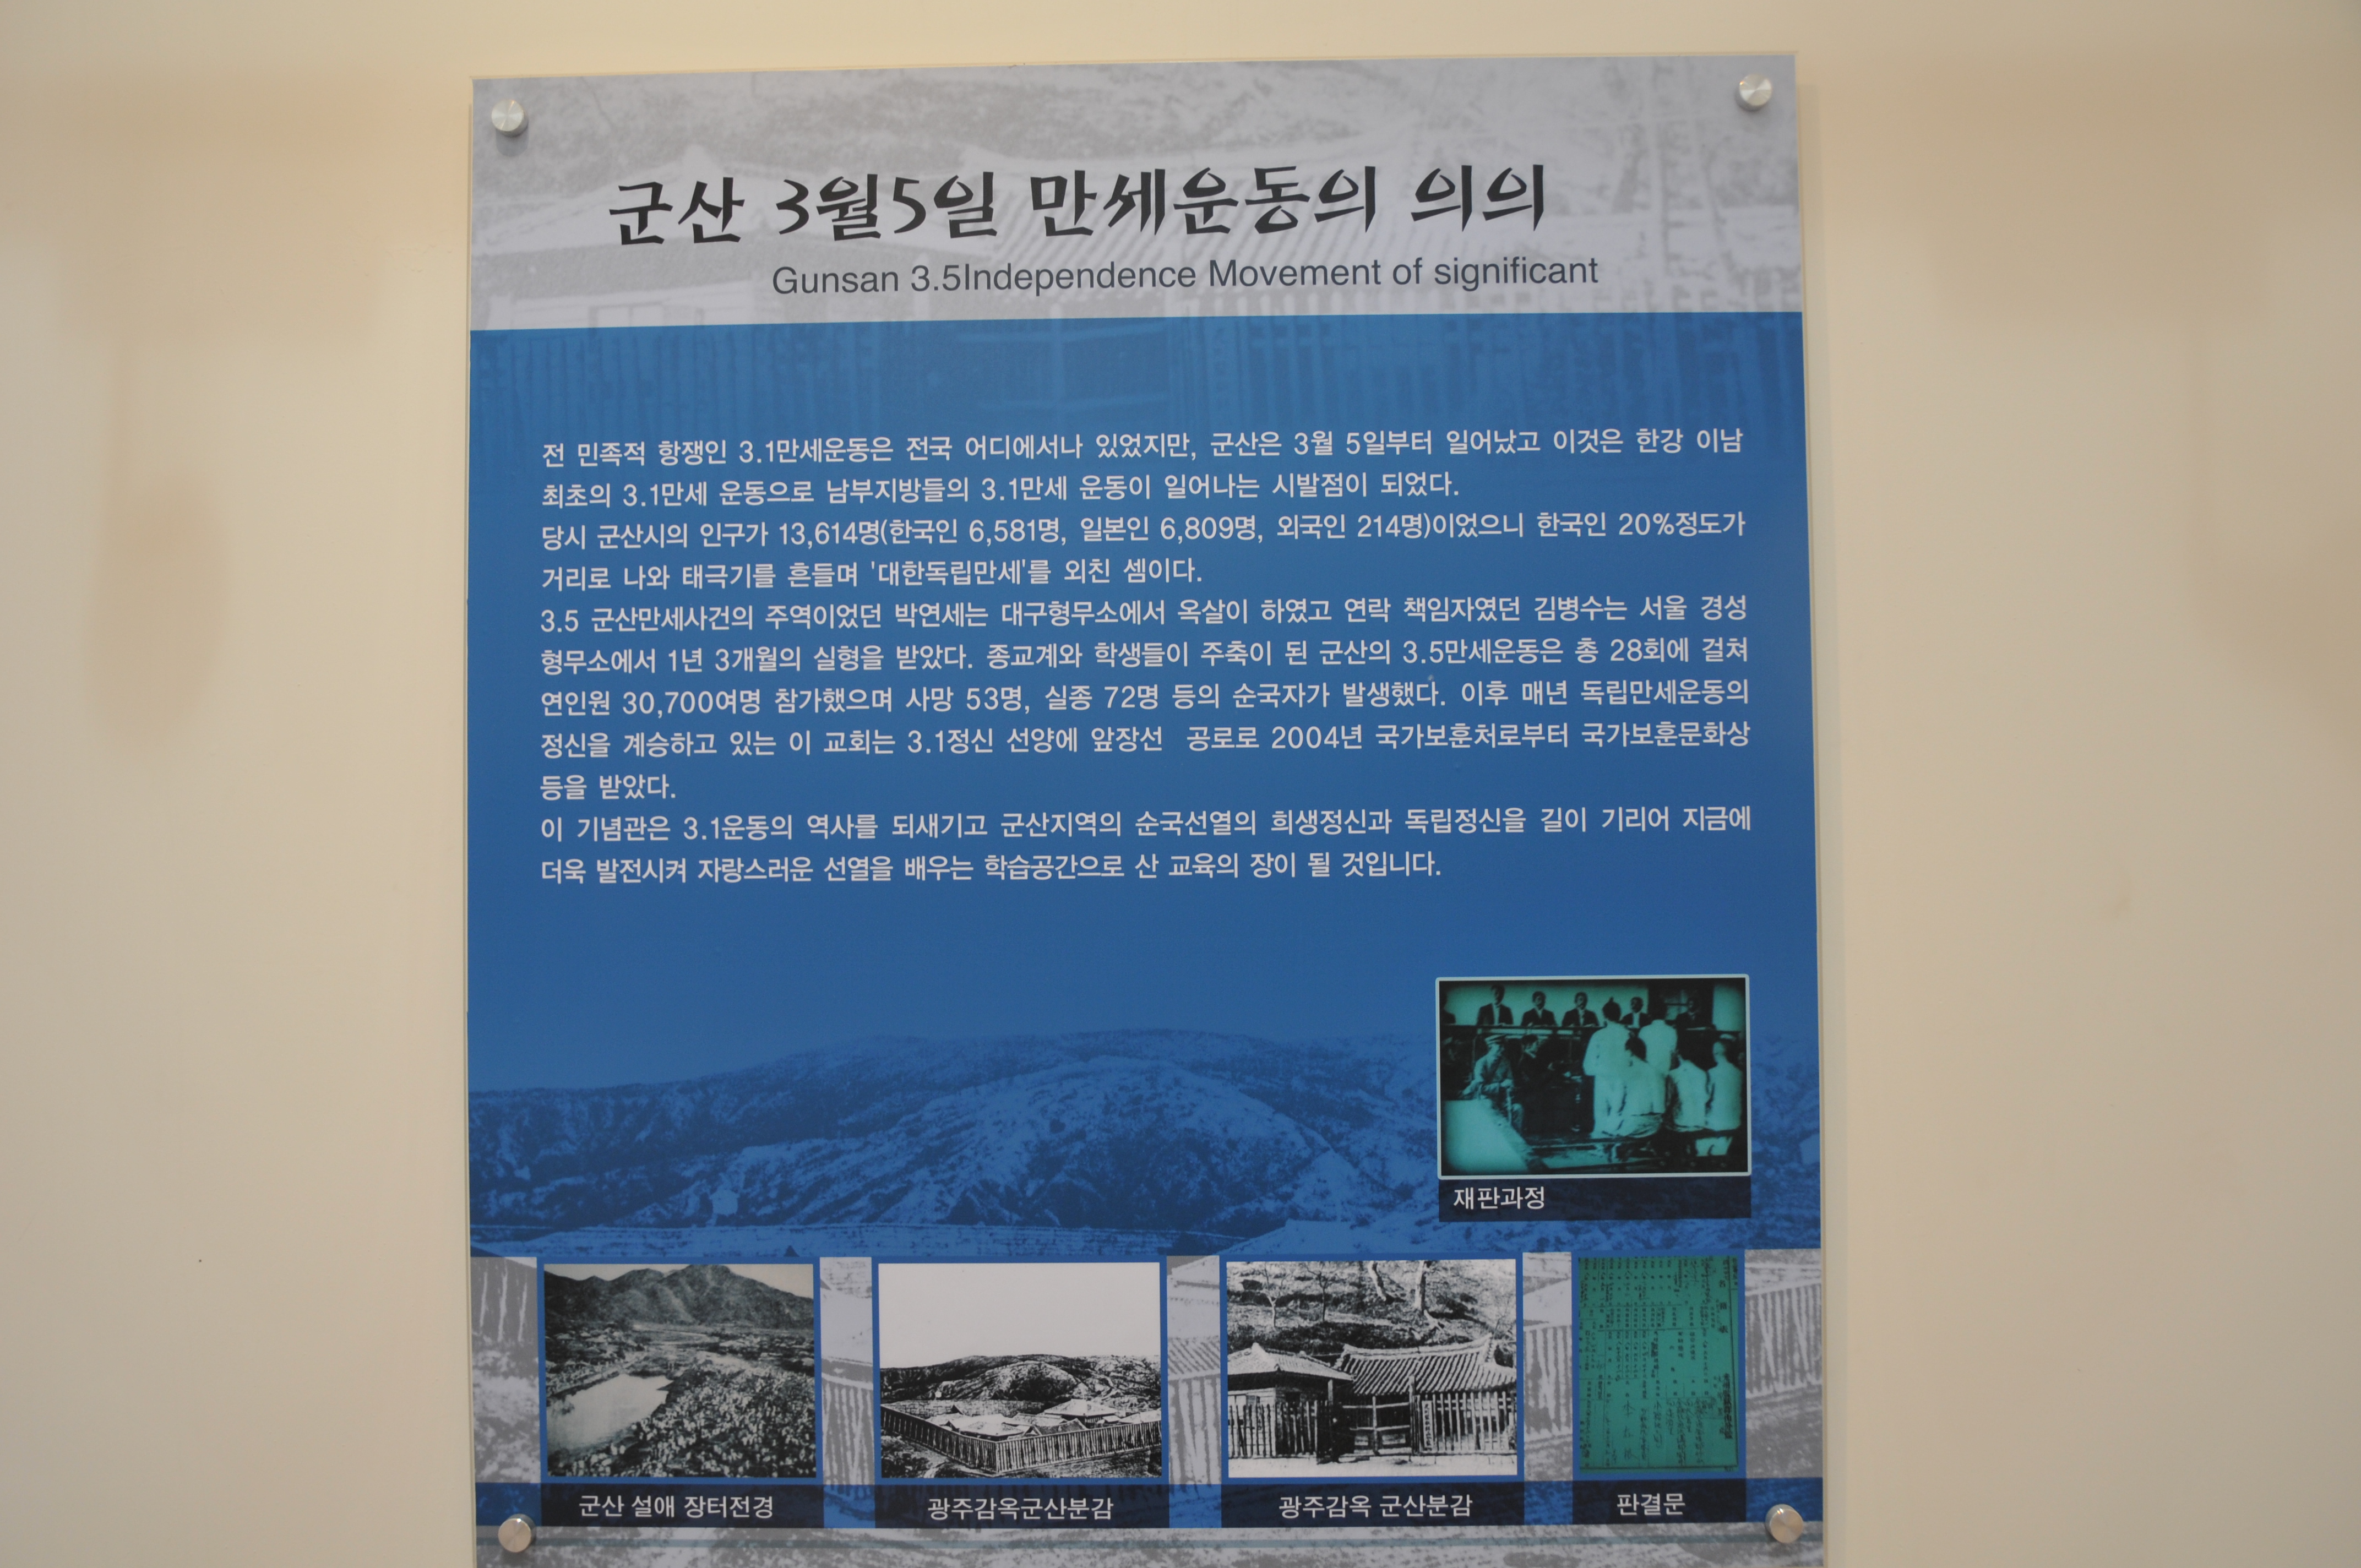 군산 3월5일 만세운동의 의의
Gunsan 3.5Independence Movement of significant
전 민족적 항쟁인 3.1만세운동은 전국 어디에서나 있었지만, 군산은 3월 5일부터 일어났고 이것은 한강 이남
최초의 3.1만세 운동으로 남부지방들의 3.1만세 운동이 일어나는 시발점이 되었다.
당시 군산시의 인구가 13,614명(한국인 6,581명, 일본인 6,809명, 외국인 214명)이었으니 한국인 20%정도가
거리로 나와 태극기를 흔들며 '대한독립만세'를 외친 셈이다.
3.5 군산만세사건의 주역이었던 박연세는 대구형무소에서 옥살이 하였고 연락 책임자였던 김병수는 서울 경성
형무소에서 1년 3개월의 실형을 받았다. 종교계와 학생들이 주축이 된 군산의 3.5만세운동은 총 28회에 걸쳐
연인원 30,700여명 참가했으며 사망 53명, 실종 72명 등의 순국자가 발생했다. 이후 매년 독립만세운동의
정신을 계승하고 있는 이 교회는 3.1정신 선양에 앞장선 공로로 2004년 국가보훈처로부터 국가보훈문화상
등을 받았다.
이 기념관은 3.1운동의 역사를 되새기고 군산지역의 순국선열의 희생정신과 독립정신을 길이 기리어 지금에
더욱 발전시켜 자랑스러운 선열을 배우는 학습공간으로 산 교육의 장이 될 것입니다.
재판과정
군산 설애 장터전경
광주감옥군산분감
광주감옥 군산분감
판결문